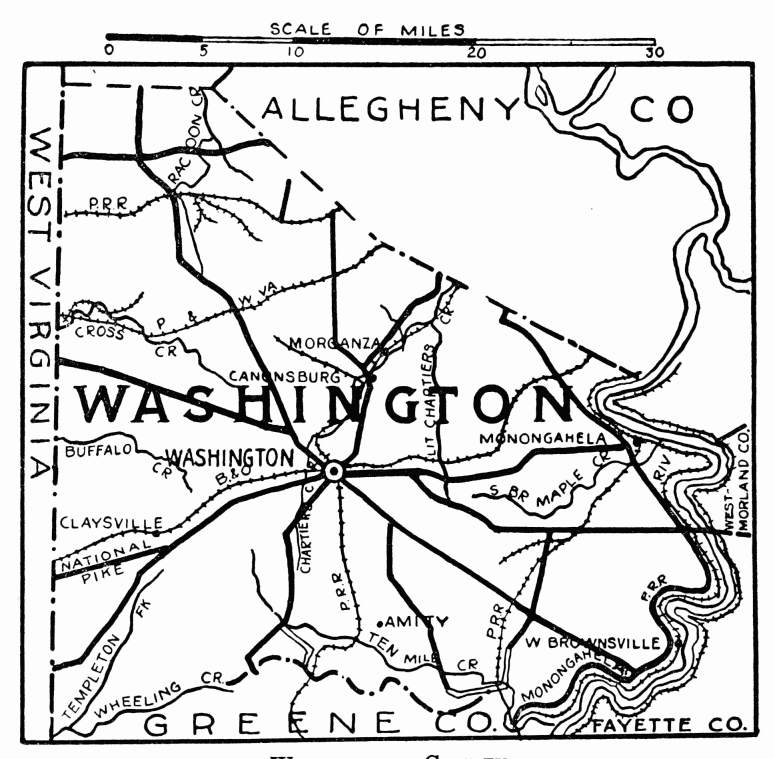 SCALE OF MILES
0 5 10 20 30
ALLEGHENY CO
WEST VIRGINIA
RACCOON CR
P.R.R
P & W VA
CROSS CR
MORGANZA
CANONSBURG
LIT CHARTIERS CR
WASHINGTON
MONONGAHELA
BUFFALO CR
WASHINGTON
B.&O
S BR MAPLE CR
RIV
WEST-
MORLAND CO.
CLAYSVILLE
NATIONAL
PIKE
CHARTIERS C
P.R.R
P.R.R
P.R.R
AMITY
TEMPLETON FK
TEN MILE CR
W BROWNSVILLE
MONONGAHELA
WHEELING CR.
GREENE CO.
FAYETTE CO.